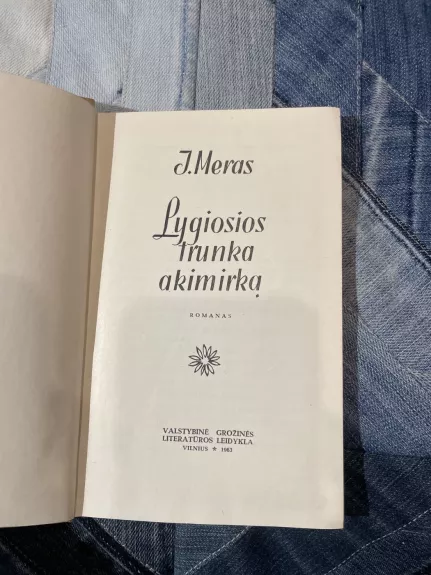 J. Meras
Lygiosios
trunka
akimirką
ROMANAS
VALSTYBINĖ GROŽINĖS
LITERATŪROS LEIDYKLA
VILNIUS ★ 1963